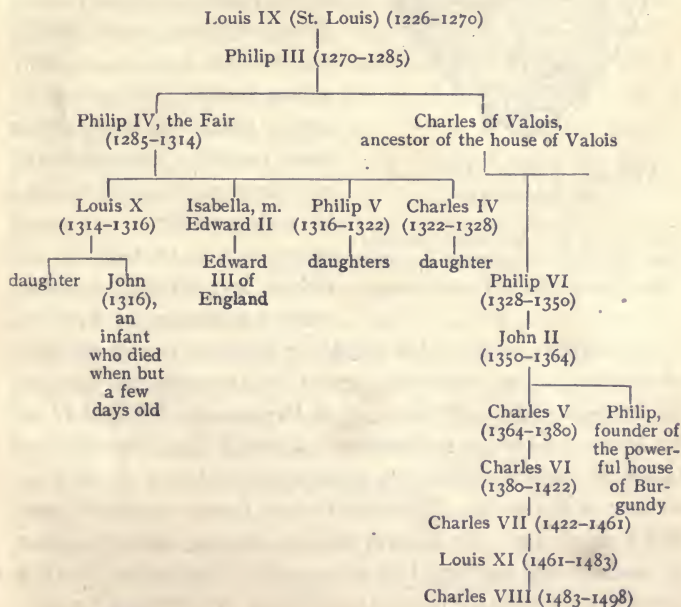 Louis IX (St. Louis) (1226–1270)
Philip III (1270–1285)
Philip IV, the Fair
(1285–1314)
Charles of Valois,
ancestor of the house of Valois
Louis X
(1314–1316)
Isabella, m.
Edward II
Philip V
(1316–1322)
Charles IV
(1322–1328)
daughter
John
(1316),
an
infant
who died
when but
a few
days old
Edward
III of
England
daughters
daughter
Philip VI
(1328–1350)
John II
(1350–1364)
Charles V
(1364–1380)
Philip,
founder of
the power-
ful house
of Bur-
gundy
Charles VI
(1380–1422)
Charles VII (1422–1461)
Louis XI (1461–1483)
Charles VIII (1483–1498)